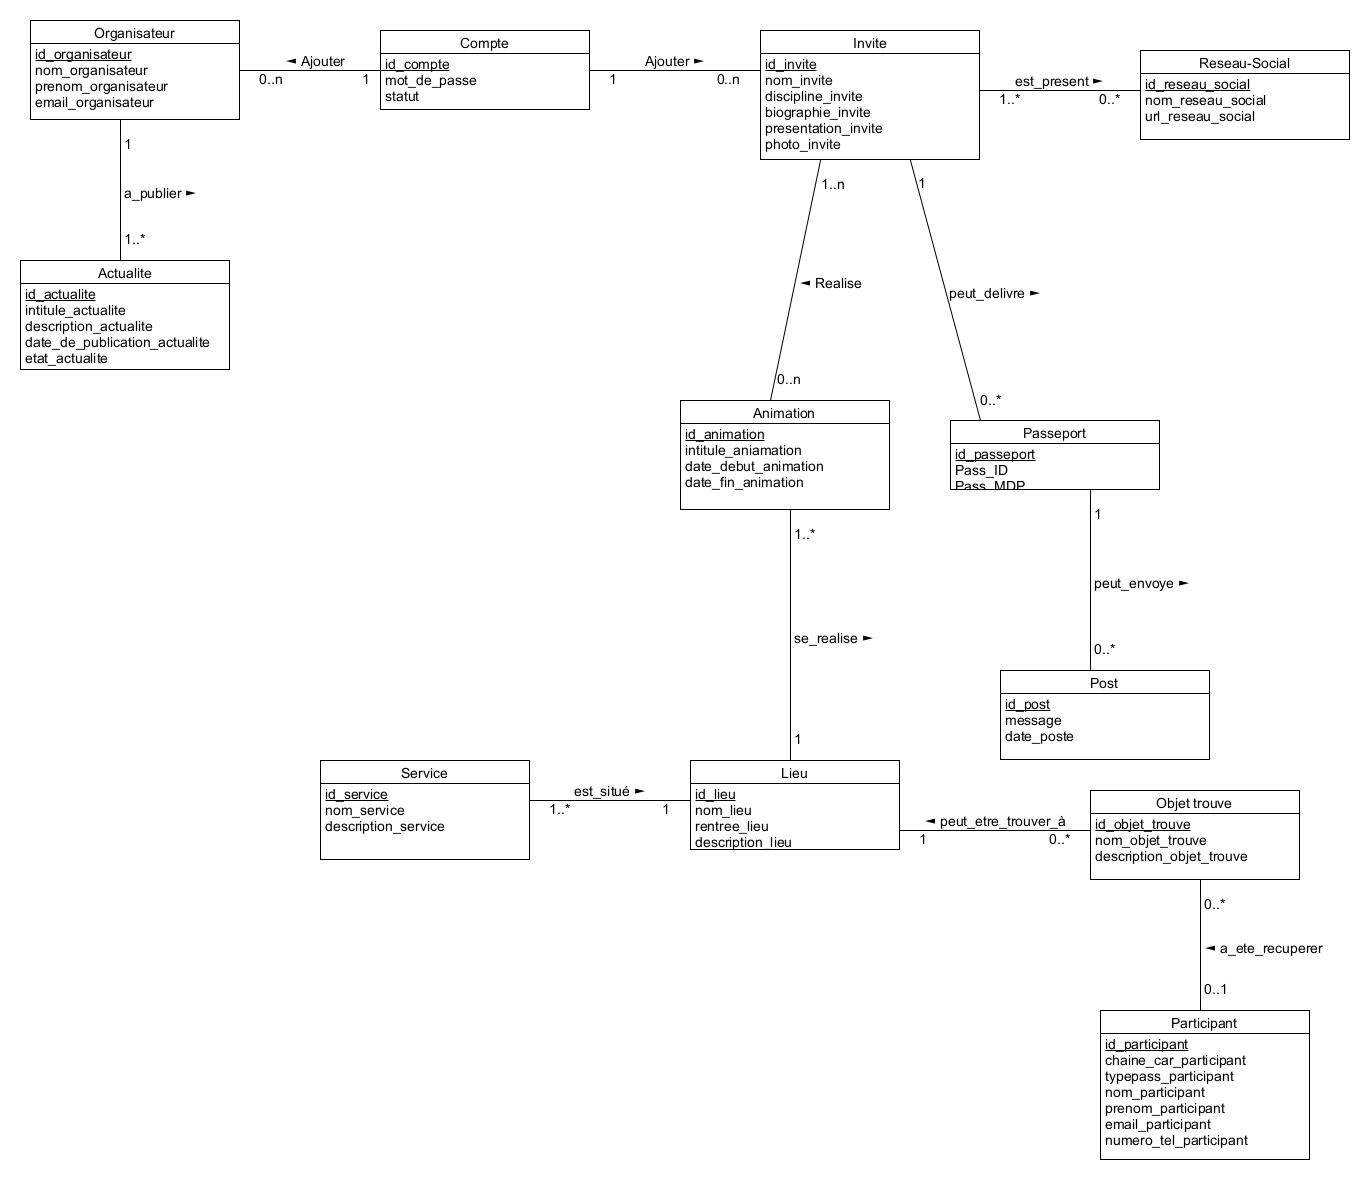 Organisateur
id_organisateur
nom_organisateur
prenom_organisateur
email_organisateur
◄ Ajouter
0..n
1
Compte
id_compte
mot_de_passe
statut
Ajouter ►
1
0..n
Invite
id_invite
nom_invite
discipline_invite
biographie_invite
presentation_invite
photo_invite
est_present ►
1..*
0..*
Reseau-Social
id_reseau_social
nom_reseau_social
url_reseau_social
1
a_publier ►
1..*
Actualite
id_actualite
intitule_actualite
description_actualite
date_de_publication_actualite
etat_actualite
1..n
◄ Realise
0..n
1
peut_delivre ►
0..*
Animation
id_animation
intitule_aniamation
date_debut_animation
date_fin_animation
Passeport
id_passeport
Pass_ID
Pass_MDP
1..*
se_realise ►
1
1
peut_envoye ►
0..*
Post
id_post
message
date_poste
Service
id_service
nom_service
description_service
est_situé ►
1..*
1
Lieu
id_lieu
nom_lieu
rentree_lieu
description_lieu
◄ peut_etre_trouver_à
1
0..*
Objet trouve
id_objet_trouve
nom_objet_trouve
description_objet_trouve
0..*
◄ a_ete_recuperer
0..1
Participant
id_participant
chaine_car_participant
typepass_participant
nom_participant
prenom_participant
email_participant
numero_tel_participant